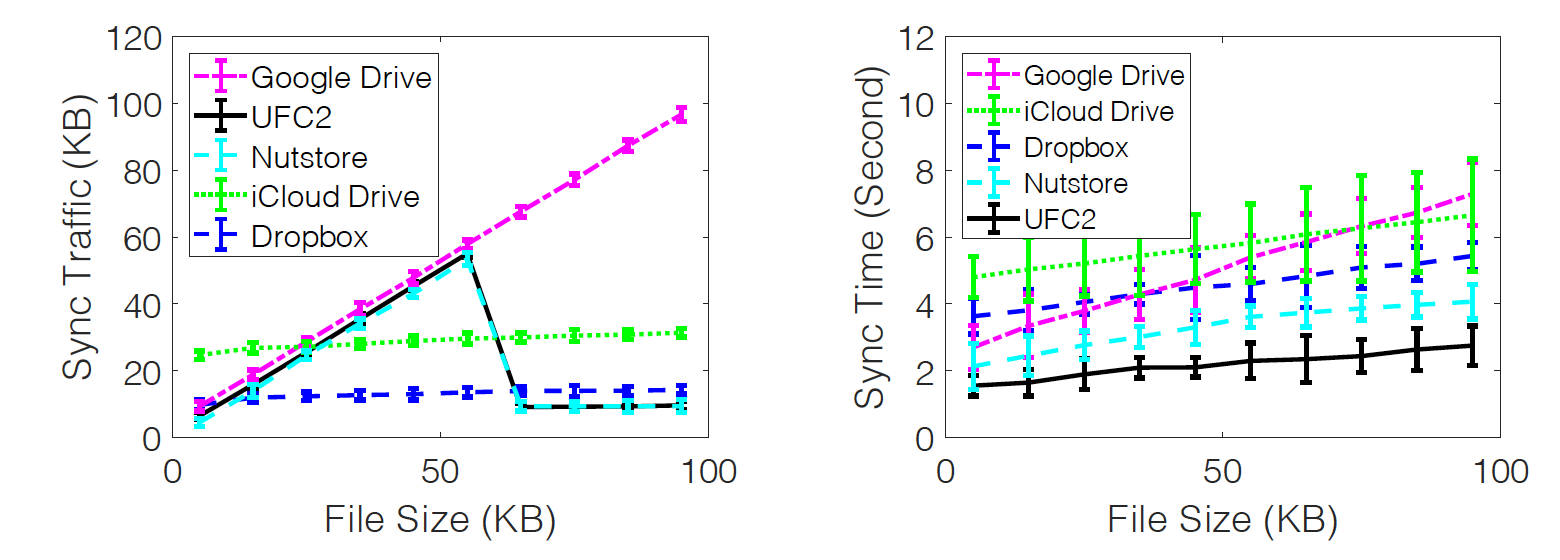 120
100
80
60
40
20
0
0
50
100
Sync Traffic (KB)
File Size (KB)
Google Drive
UFC2
Nutstore
iCloud Drive
Dropbox
12
10
8
6
4
2
0
0
50
100
Sync Time (Second)
File Size (KB)
Google Drive
iCloud Drive
Dropbox
Nutstore
UFC2